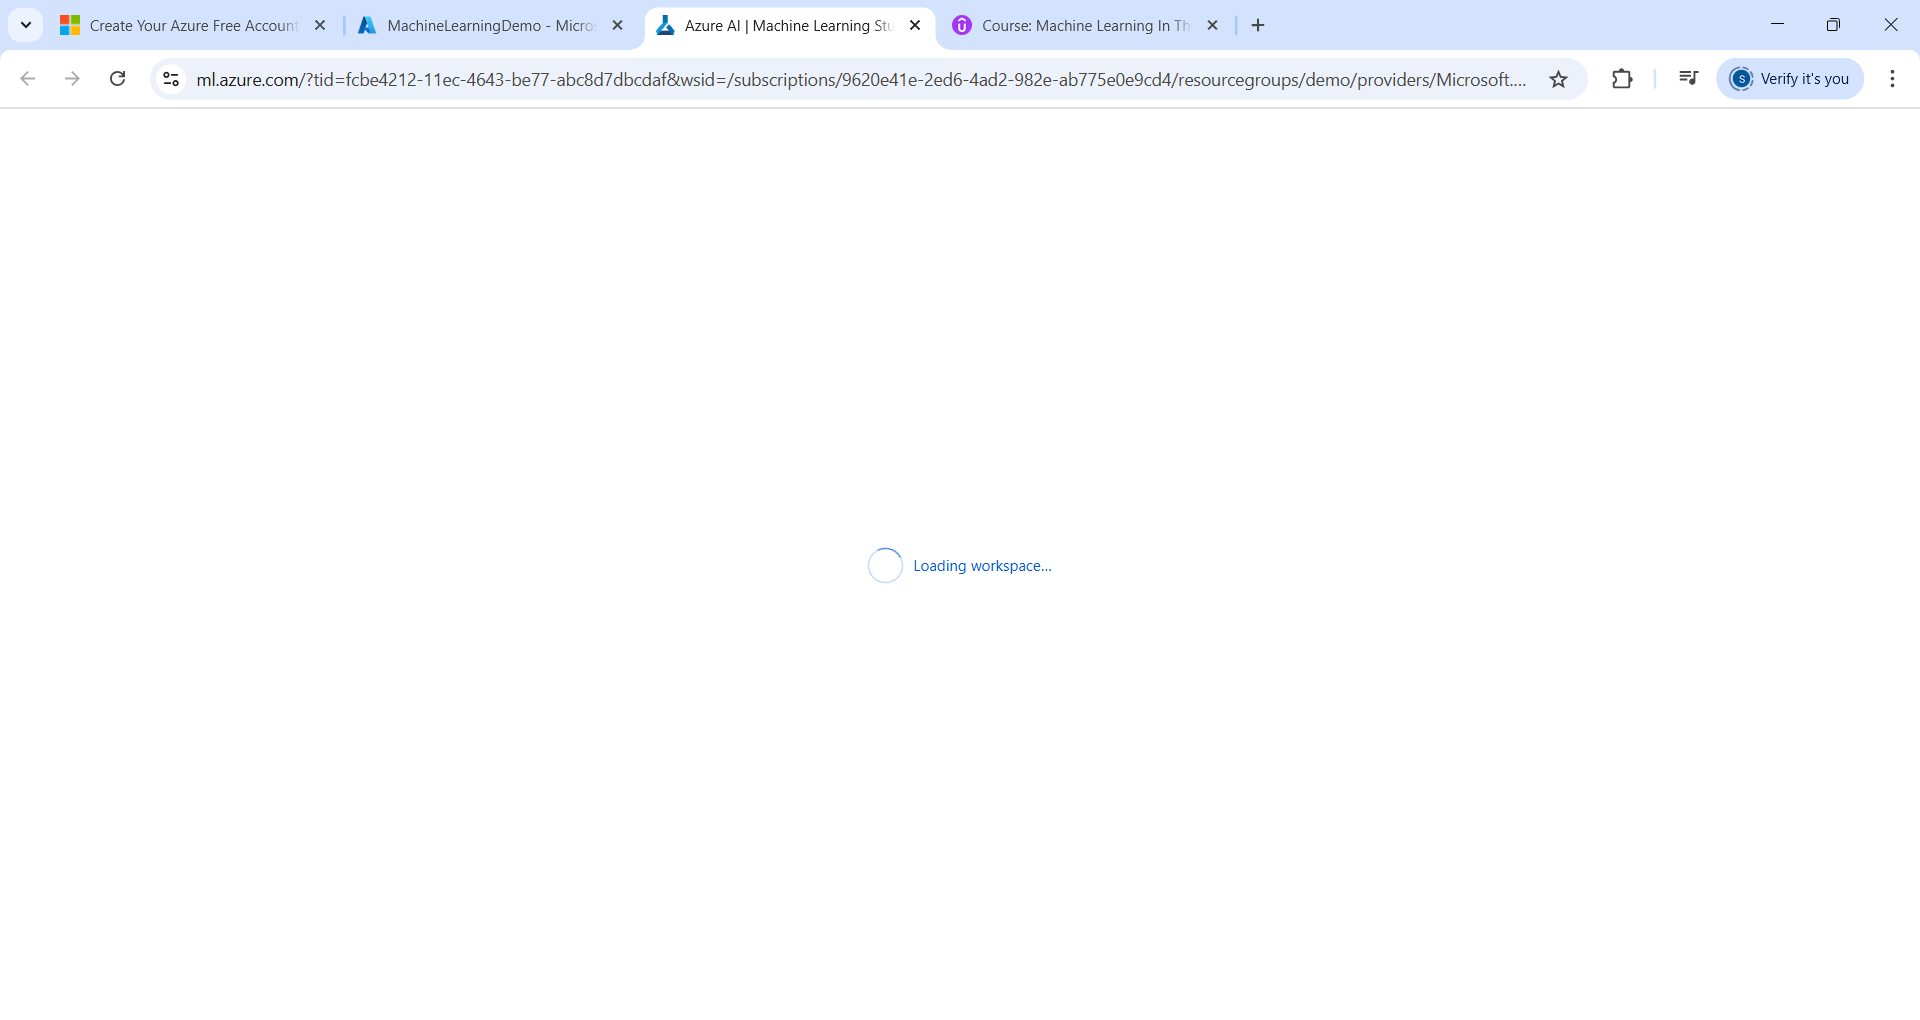 Create Your Azure Free Account
MachineLearningDemo - Micro
Azure AI | Machine Learning Stu
Course: Machine Learning In Th
ml.azure.com/?tid=fcbe4212-11ec-4643-be77-abc8d7dbcdaf&wsid=/subscriptions/9620e41e-2ed6-4ad2-982e-ab775e0e9cd4/resourcegroups/demo/providers/Microsoft....
S
Verify it's you
Loading workspace...